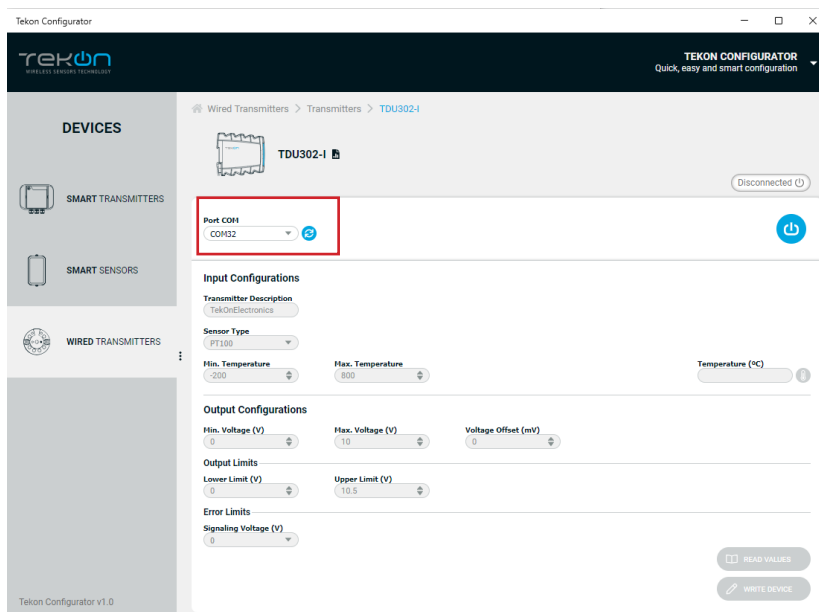 Tekon Configurator
TEKON
WIRELESS SENSORS TECHNOLOGY
TEKON CONFIGURATOR
Quick, easy and smart configuration
DEVICES
SMART TRANSMITTERS
SMART SENSORS
WIRED TRANSMITTERS
Tekon Configurator v1.0
Wired Transmitters > Transmitters > TDU302-I
TDU302-I
Disconnected
Port COM
COM32
Input Configurations
Transmitter Description
TekOnElectronics
Sensor Type
PT100
Min. Temperature Max. Temperature Temperature (ºC)
-200 800
Output Configurations
Min. Voltage (V) Max. Voltage (V) Voltage Offset (mV)
0 10 0
Output Limits
Lower Limit (V) Upper Limit (V)
0 10.5
Error Limits
Signaling Voltage (V)
0
READ VALUES
WRITE DEVICE